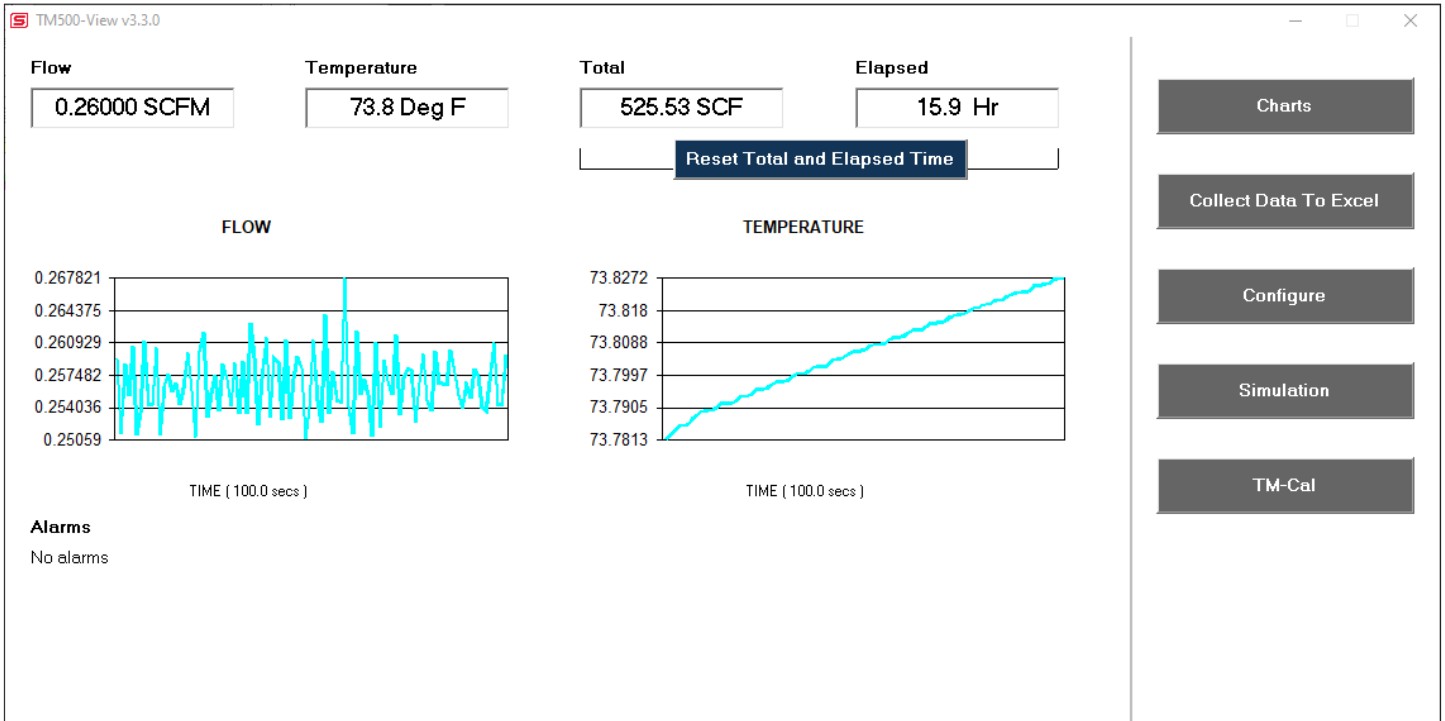 TM500-View v3.3.0
Flow Temperature Total Elapsed
0.26000 SCFM 73.8 Deg F 525.53 SCF 15.9 Hr
Reset Total and Elapsed Time
FLOW
0.267821
0.264375
0.260929
0.257482
0.254036
0.25059
TIME ( 100.0 secs )
TEMPERATURE
73.8272
73.818
73.8088
73.7997
73.7905
73.7813
TIME ( 100.0 secs )
Alarms
No alarms
Charts
Collect Data To Excel
Configure
Simulation
TM-Cal